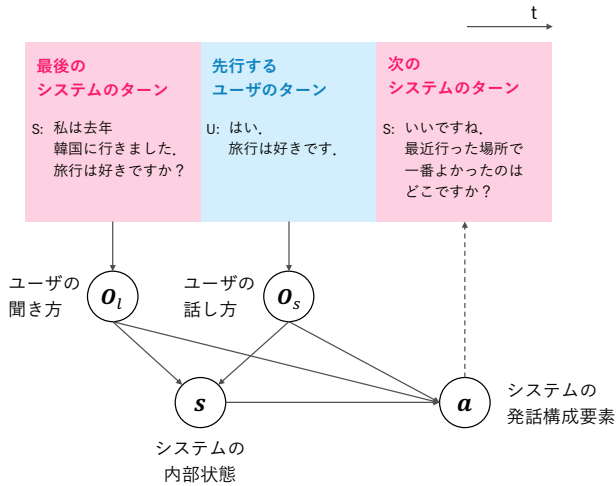 t
最後の
システムのターン
S: 私は去年
韓国に行きました.
旅行は好きですか？
先行する
ユーザのターン
U: はい.
旅行は好きです.
次の
システムのターン
S: いいですね.
最近行った場所で
一番よかったのは
どこですか？
ユーザの
聞き方
o_l
ユーザの
話し方
o_s
s
システムの
内部状態
a
システムの
発話構成要素